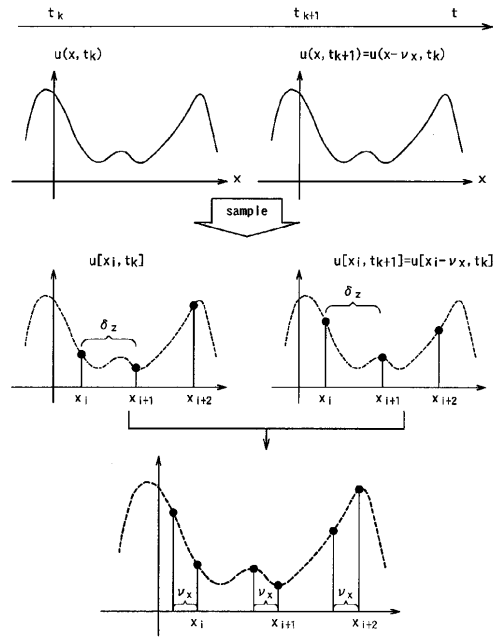 t_k t_{k+1} t
u(x, t_k) u(x, t_{k+1})=u(x-ν_x, t_k)
x x
sample
u[x_i, t_k] u[x_i, t_{k+1}]=u[x_i-ν_x, t_k]
δ_z δ_z
x_i x_{i+1} x_{i+2} x_i x_{i+1} x_{i+2}
ν_x ν_x ν_x
x_i x_{i+1} x_{i+2}